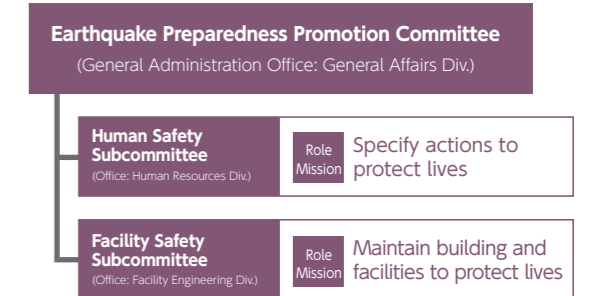 Earthquake Preparedness Promotion Committee
(General Administration Office: General Affairs Div.)
Human Safety
Subcommittee
(Office: Human Resources Div.)
Role
Mission
Specify actions to
protect lives
Facility Safety
Subcommittee
(Office: Facility Engineering Div.)
Role
Mission
Maintain building and
facilities to protect lives